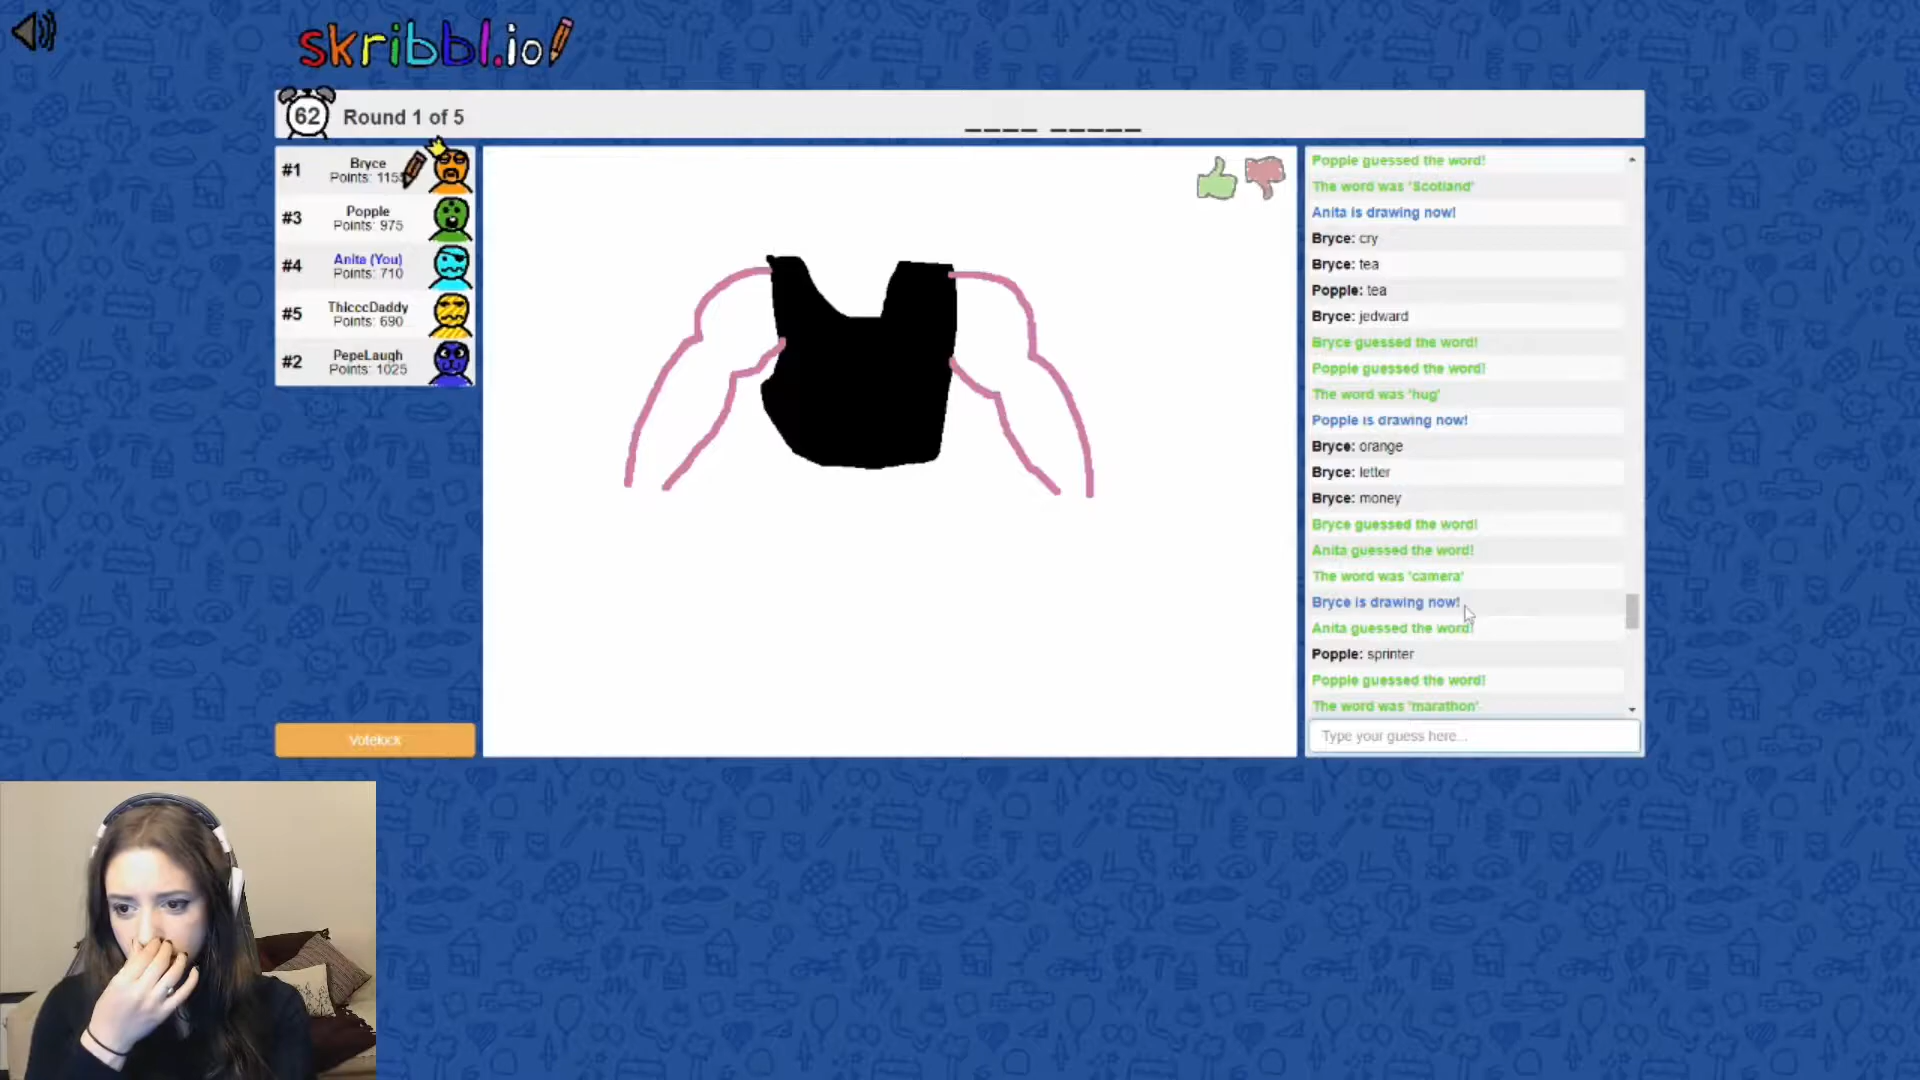 skribbl.io
62
Round 1 of 5
____ _____
#1
Bryce
Points: 1155
#3
Popple
Points: 975
#4
Anita (You)
Points: 710
#5
ThicccDaddy
Points: 690
#2
PepeLaugh
Points: 1025
Votekick
Popple guessed the word!
The word was 'Scotland'
Anita is drawing now!
Bryce: cry
Bryce: tea
Popple: tea
Bryce: jedward
Bryce guessed the word!
Popple guessed the word!
The word was 'hug'
Popple is drawing now!
Bryce: orange
Bryce: letter
Bryce: money
Bryce guessed the word!
Anita guessed the word!
The word was 'camera'
Bryce is drawing now!
Anita guessed the word!
Popple: sprinter
Popple guessed the word!
The word was 'marathon'
Type your guess here...